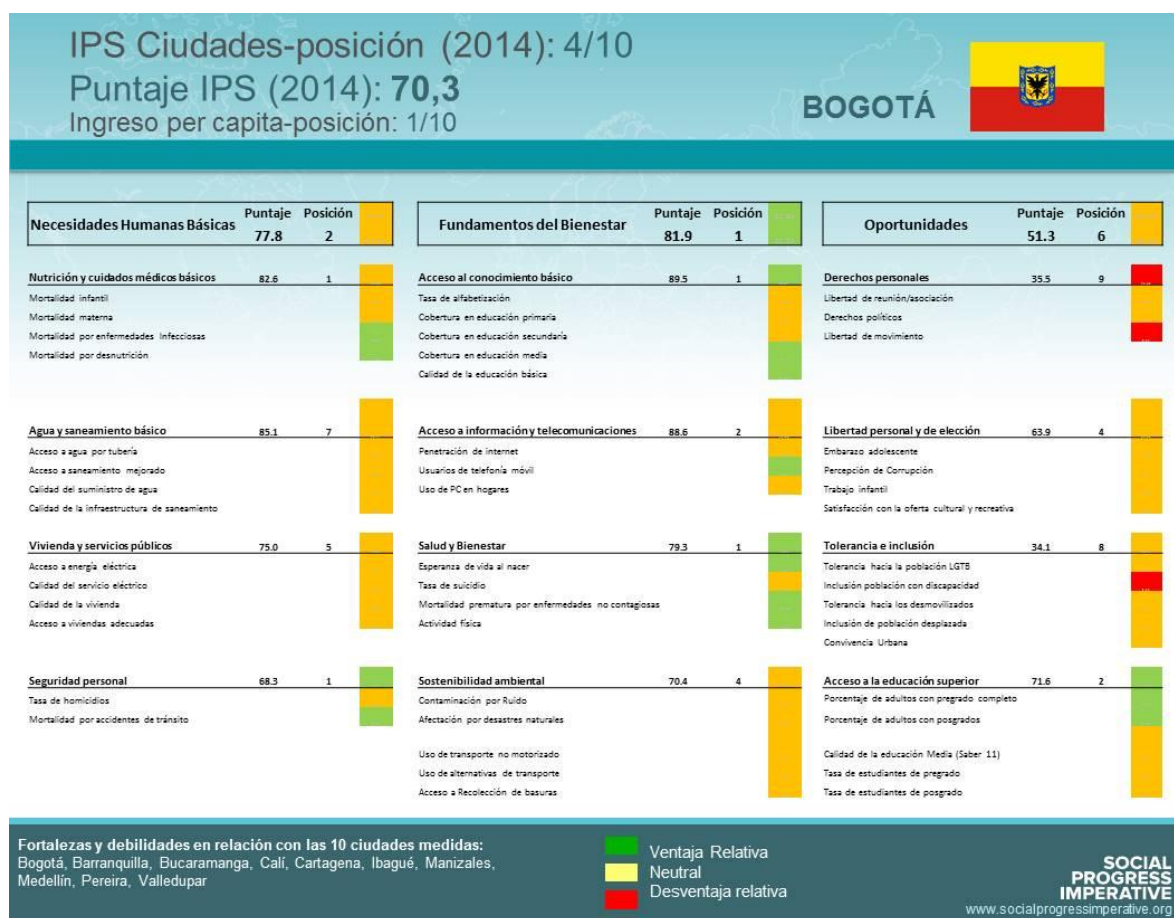 IPS Ciudades-posición (2014): 4/10
Puntaje IPS (2014): 70,3
Ingreso per capita-posición: 1/10
BOGOTÁ
Necesidades Humanas Básicas Puntaje Posición
77.8 2
Nutrición y cuidados médicos básicos 82.6 1
Mortalidad infantil
Mortalidad materna
Mortalidad por enfermedades Infecciosas
Mortalidad por desnutrición
Agua y saneamiento básico 85.1 7
Acceso a agua por tubería
Acceso a saneamiento mejorado
Calidad del suministro de agua
Calidad de la infraestructura de saneamiento
Vivienda y servicios públicos 75.0 5
Acceso a energía eléctrica
Calidad del servicio eléctrico
Calidad de la vivienda
Acceso a viviendas adecuadas
Seguridad personal 68.3 1
Tasa de homicidios
Mortalidad por accidentes de tránsito
Fundamentos del Bienestar Puntaje Posición
81.9 1
Acceso al conocimiento básico 89.5 1
Tasa de alfabetización
Cobertura en educación primaria
Cobertura en educación secundaría
Cobertura en educación media
Calidad de la educación básica
Acceso a información y telecomunicaciones 88.6 2
Penetración de internet
Usuarios de telefonía móvil
Uso de PC en hogares
Salud y Bienestar 79.3 1
Esperanza de vida al nacer
Tasa de suicidio
Mortalidad prematura por enfermedades no contagiosas
Actividad física
Sostenibilidad ambiental 70.4 4
Contaminación por Ruido
Afectación por desastres naturales
Uso de transporte no motorizado
Uso de alternativas de transporte
Acceso a Recolección de basuras
Oportunidades Puntaje Posición
51.3 6
Derechos personales 35.5 9
Libertad de reunión/asociación
Derechos políticos
Libertad de movimiento
Libertad personal y de elección 63.9 4
Embarazo adolescente
Percepción de Corrupción
Trabajo infantil
Satisfacción con la oferta cultural y recreativa
Tolerancia e inclusión 34.1 8
Tolerancia hacia la población LGTB
Inclusión población con discapacidad
Tolerancia hacia los desmovilizados
Inclusión de población desplazada
Convivencia Urbana
Acceso a la educación superior 71.6 2
Porcentaje de adultos con pregrado completo
Porcentaje de adultos con posgrados
Calidad de la educación Media (Saber 11)
Tasa de estudiantes de pregrado
Tasa de estudiantes de posgrado
Fortalezas y debilidades en relación con las 10 ciudades medidas:
Bogotá, Barranquilla, Bucaramanga, Calí, Cartagena, Ibagué, Manizales,
Medellín, Pereira, Valledupar
Ventaja Relativa
Neutral
Desventaja relativa
SOCIAL
PROGRESS
IMPERATIVE
www.socialprogressimperative.org